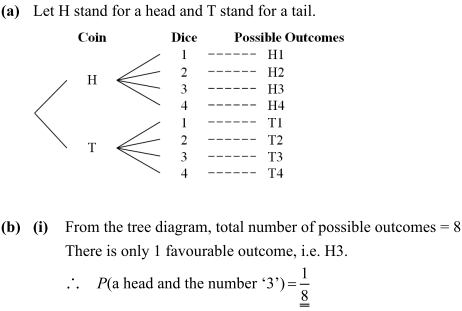 (a) Let H stand for a head and T stand for a tail.
Coin Dice Possible Outcomes
1 ------ H1
2 ------ H2
H
3 ------ H3
4 ------ H4
1 ------ T1
2 ------ T2
T
3 ------ T3
4 ------ T4
(b) (i) From the tree diagram, total number of possible outcomes = 8
There is only 1 favourable outcome, i.e. H3.
∴ P(a head and the number ‘3’) = 1/8